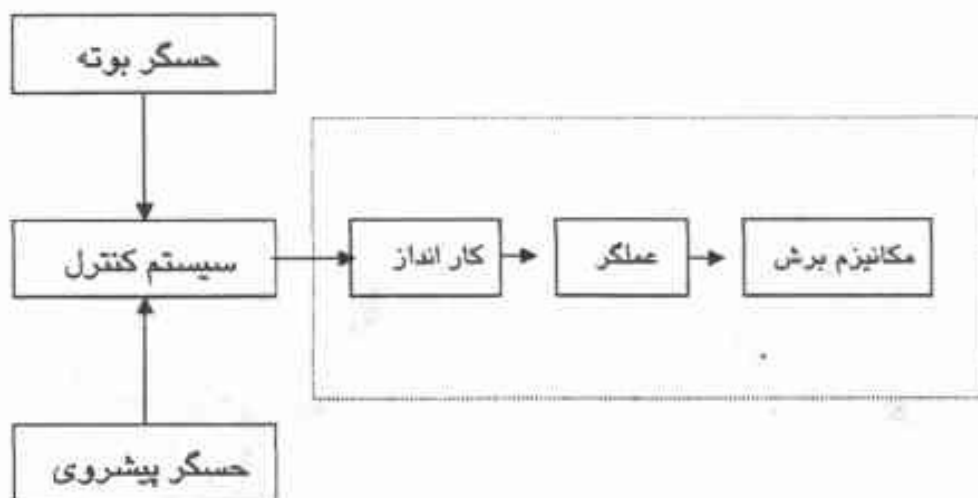 حسگر بوته
سیستم کنترل
کار انداز
عملگر
مکانیزم برش
حسگر پیشروی